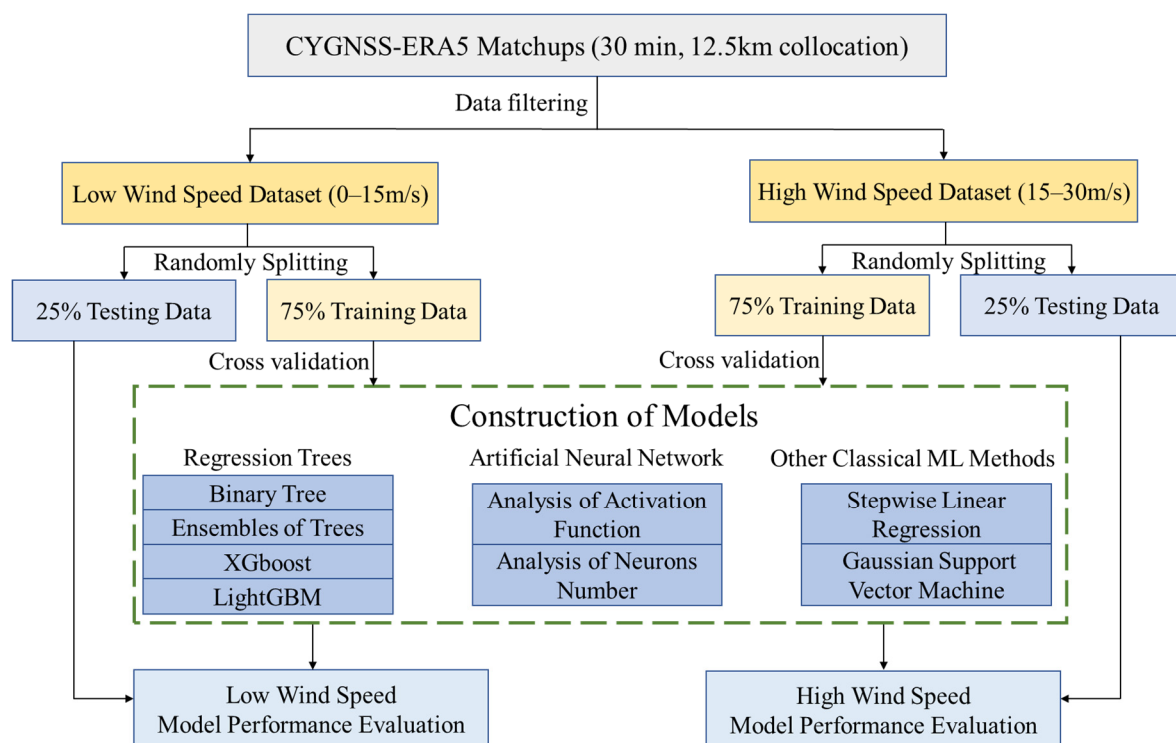 CYGNSS-ERA5 Matchups (30 min, 12.5km collocation)
Data filtering
Low Wind Speed Dataset (0–15m/s)
High Wind Speed Dataset (15–30m/s)
Randomly Splitting
Randomly Splitting
25% Testing Data
75% Training Data
75% Training Data
25% Testing Data
Cross validation
Cross validation
Construction of Models
Regression Trees
Binary Tree
Ensembles of Trees
XGboost
LightGBM
Artificial Neural Network
Analysis of Activation
Function
Analysis of Neurons
Number
Other Classical ML Methods
Stepwise Linear
Regression
Gaussian Support
Vector Machine
Low Wind Speed
Model Performance Evaluation
High Wind Speed
Model Performance Evaluation